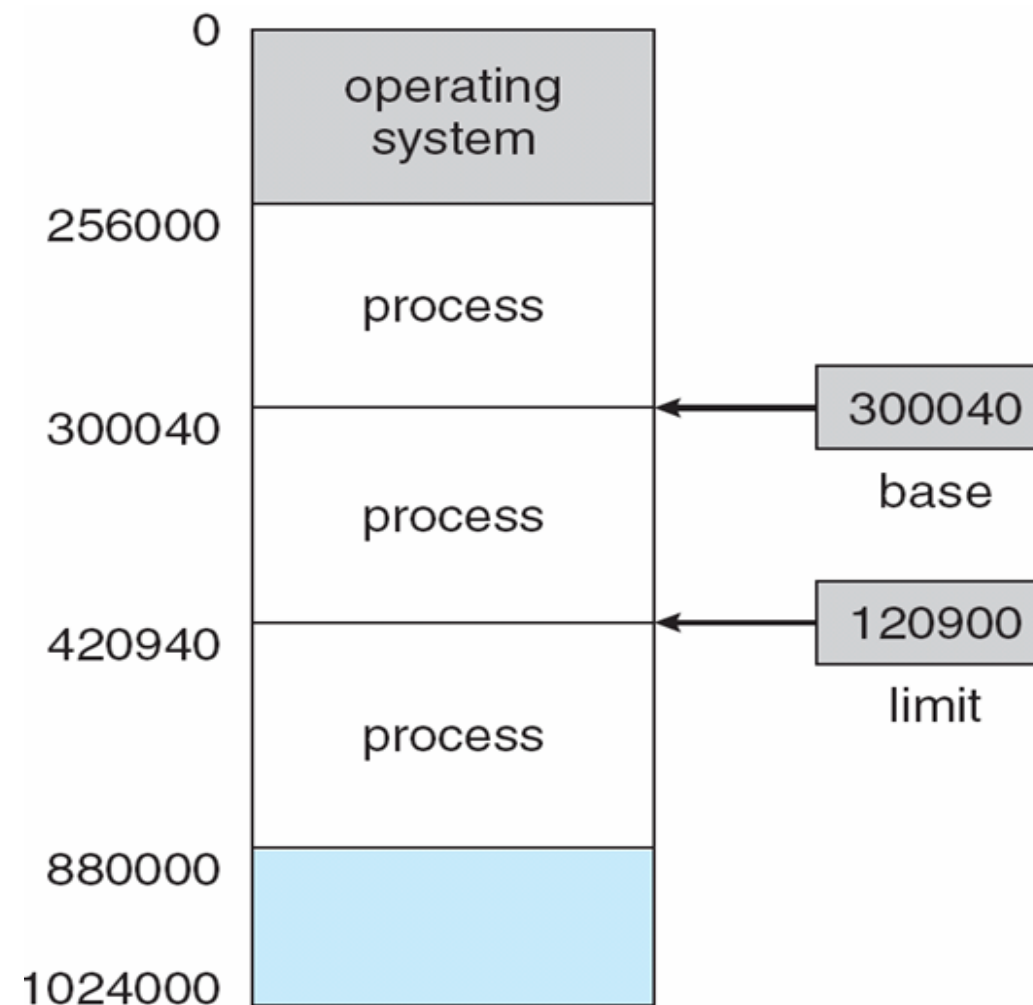 0
operating
system
256000
process
300040
300040
base
process
120900
420940
limit
process
880000
1024000